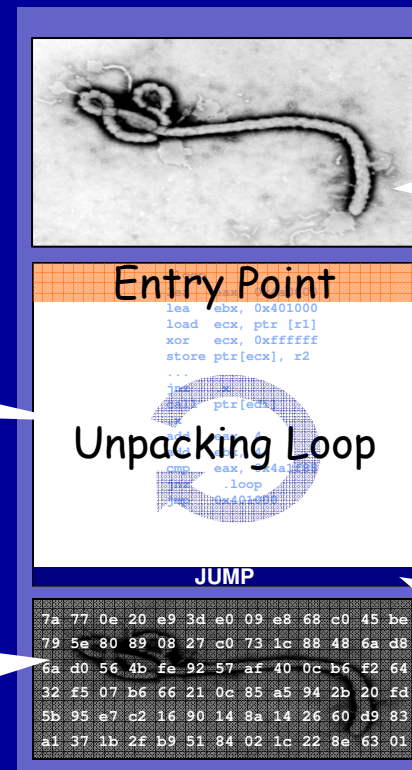 Entry Point
lea ebx, 0x401000
load ecx, ptr [r1]
xor ecx, 0xffffff
store ptr[ecx], r2
...
Unpacking Loop
cmp eax,
.loop
JUMP
7a 77 0e 20 e9 3d e0 09 e8 68 c0 45 be
79 5e 80 89 08 27 c0 73 1c 88 48 6a d8
6a d0 56 4b fe 92 57 af 40 0c b6 f2 64
32 f5 07 b6 66 21 0c 85 a5 94 2b 20 fd
5b 95 e7 c2 16 90 14 8a 14 26 60 d9 83
a1 37 1b 2f b9 51 84 02 1c 22 8e 63 01